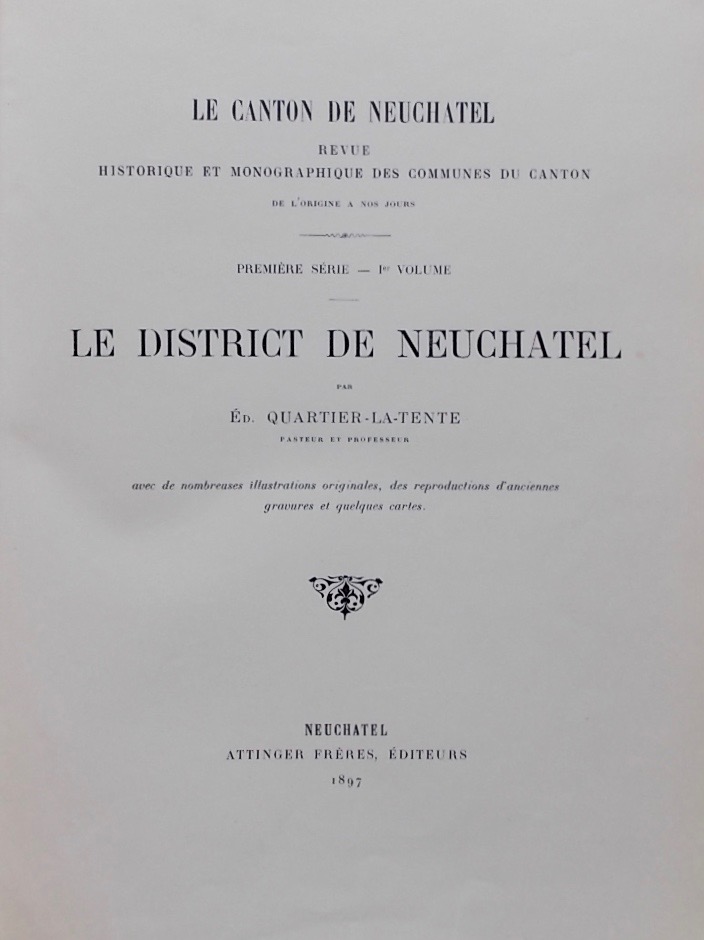 LE CANTON DE NEUCHATEL
REVUE
HISTORIQUE ET MONOGRAPHIQUE DES COMMUNES DU CANTON
DE L'ORIGINE A NOS JOURS
PREMIÈRE SÉRIE — Ier VOLUME
LE DISTRICT DE NEUCHATEL
PAR
ÉD. QUARTIER-LA-TENTE
PASTEUR ET PROFESSEUR
avec de nombreuses illustrations originales, des reproductions d'anciennes
gravures et quelques cartes.
NEUCHATEL
ATTINGER FRÈRES, ÉDITEURS
1897